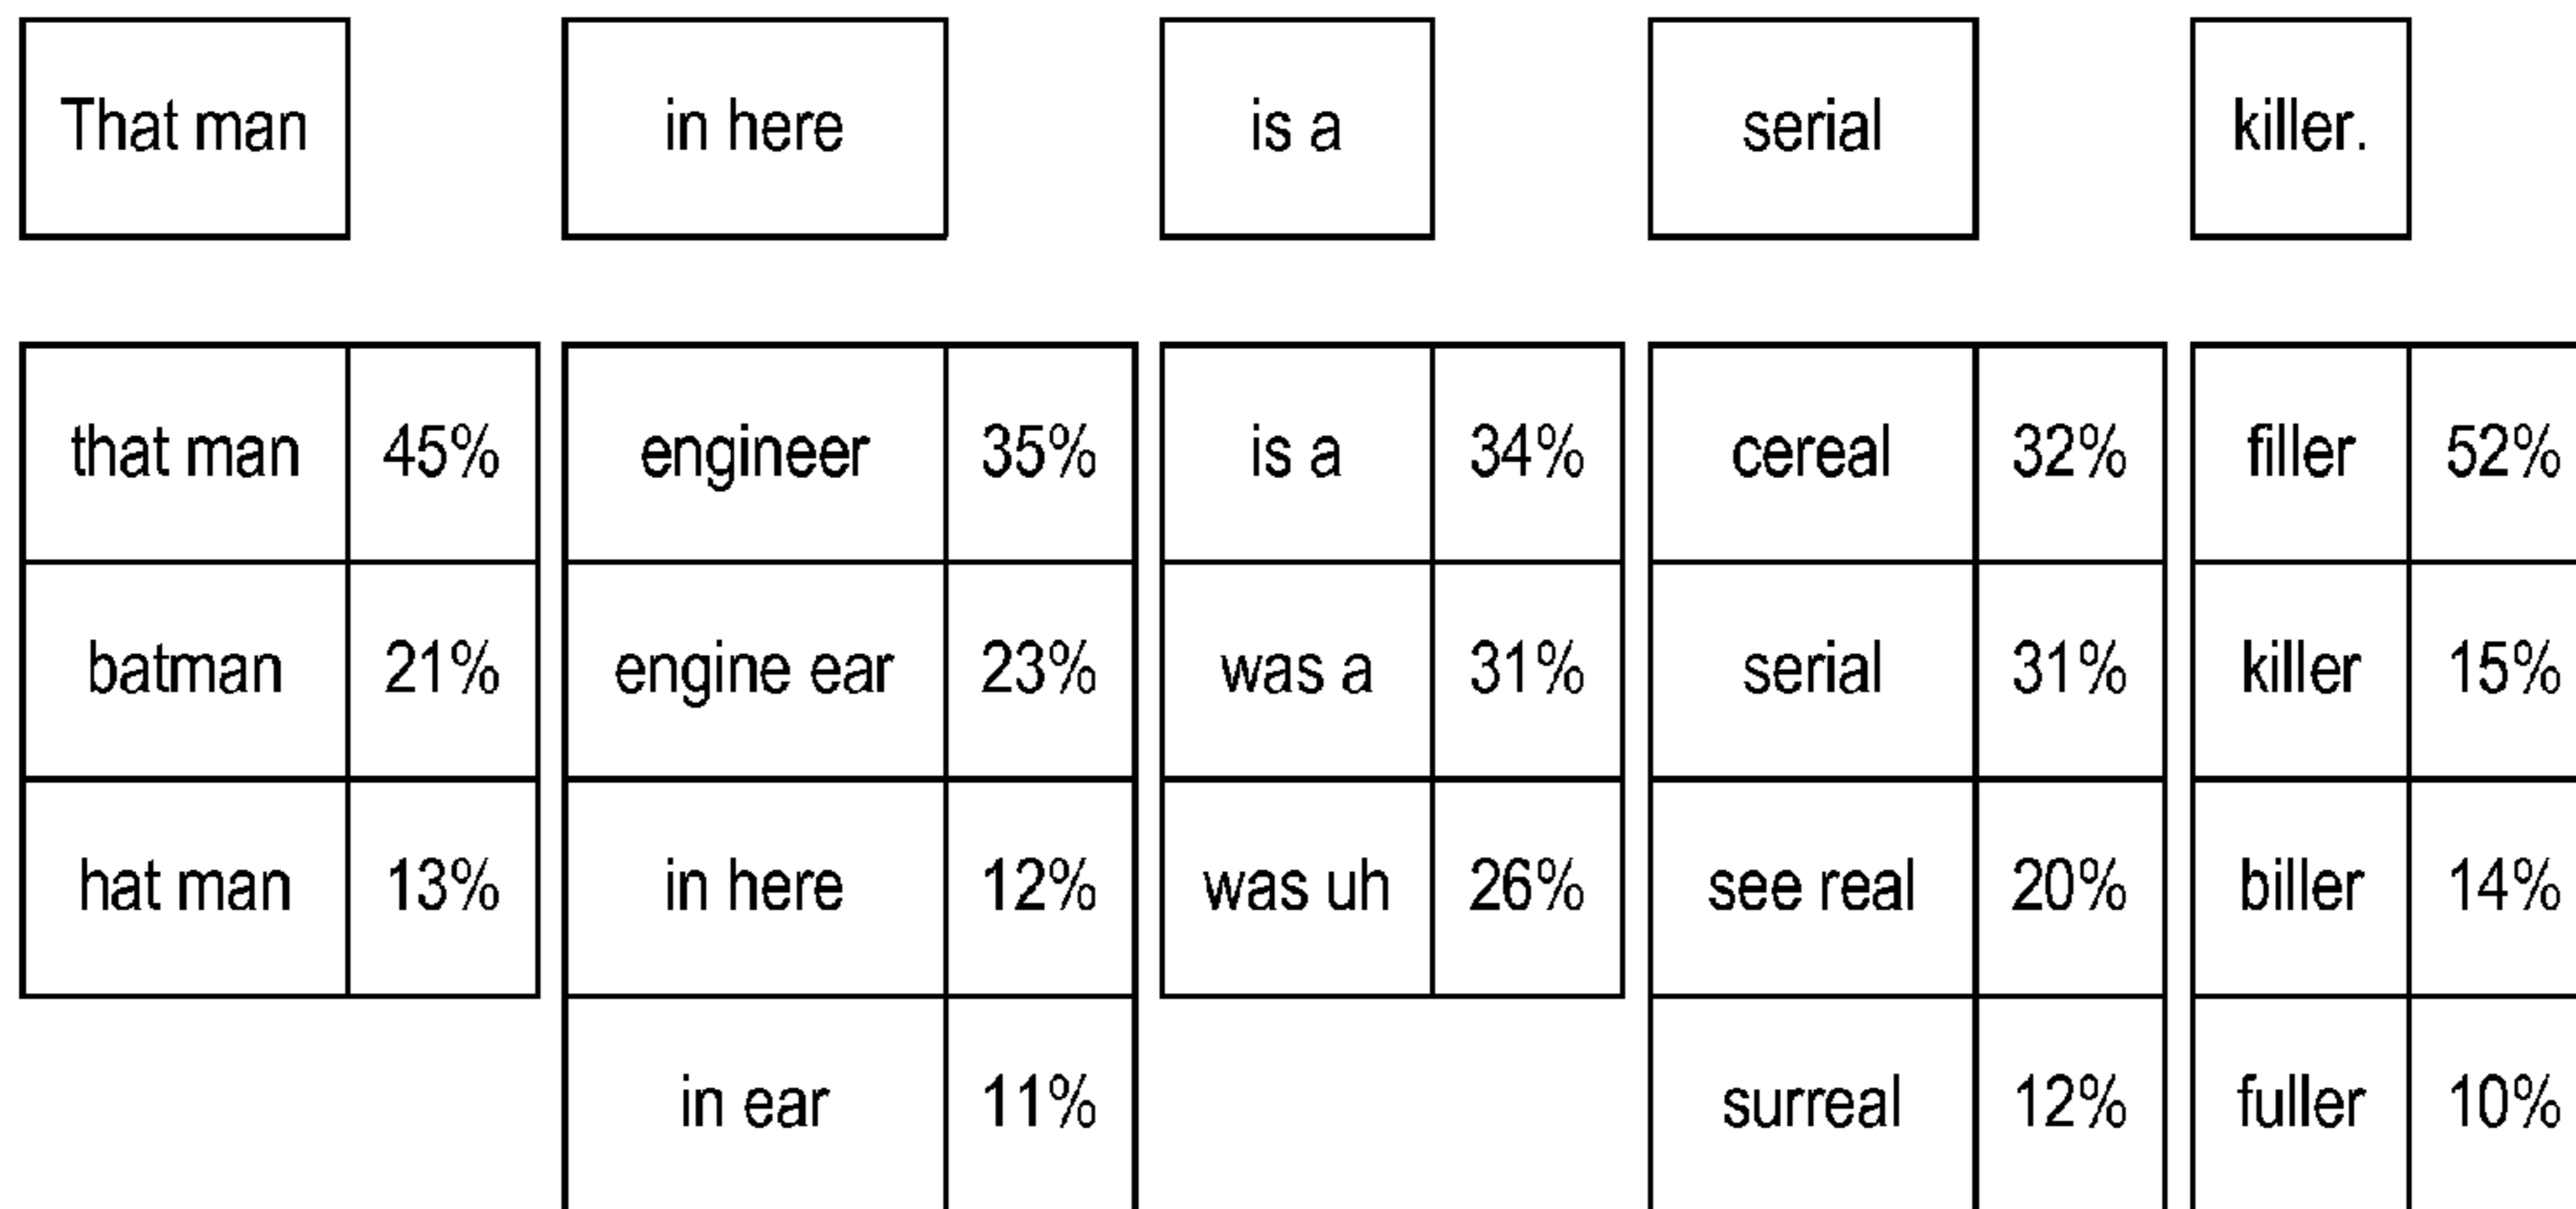 That man in here is a serial killer.
that man 45% engineer 35% is a 34% cereal 32% filler 52%
batman 21% engine ear 23% was a 31% serial 31% killer 15%
hat man 13% in here 12% was uh 26% see real 20% biller 14%
in ear 11% surreal 12% fuller 10%